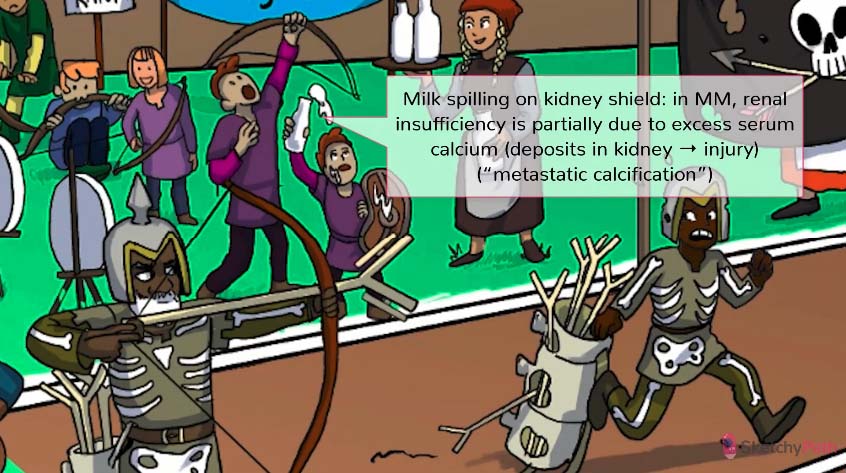 Milk spilling on kidney shield: in MM, renal
insufficiency is partially due to excess serum
calcium (deposits in kidney → injury)
(“metastatic calcification”)